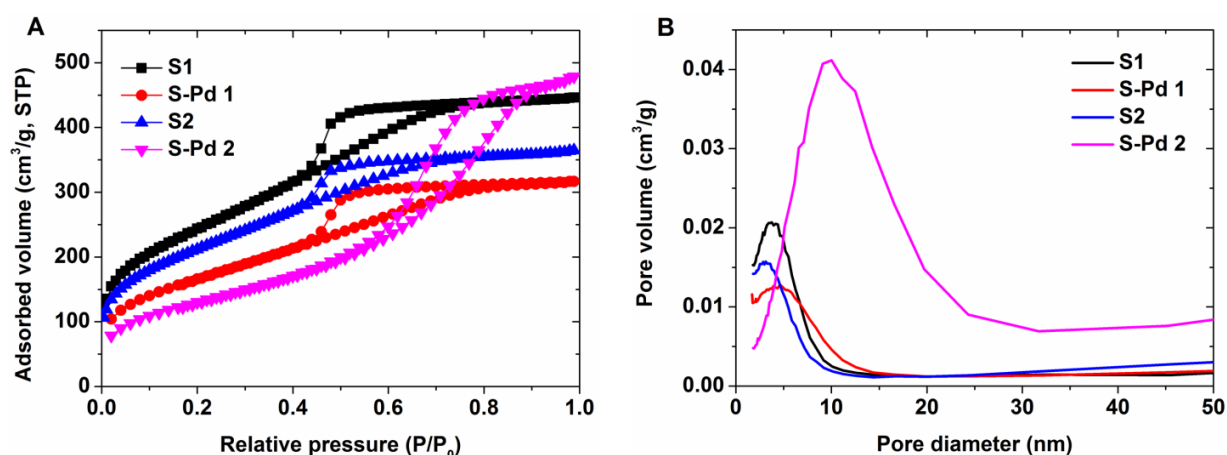 A
S1
S-Pd 1
S2
S-Pd 2
500
400
300
200
100
0
0.0 0.2 0.4 0.6 0.8 1.0
Adsorbed volume (cm³/g, STP)
Relative pressure (P/P₀)
B
S1
S-Pd 1
S2
S-Pd 2
0.04
0.03
0.02
0.01
0.00
0 10 20 30 40 50
Pore volume (cm³/g)
Pore diameter (nm)